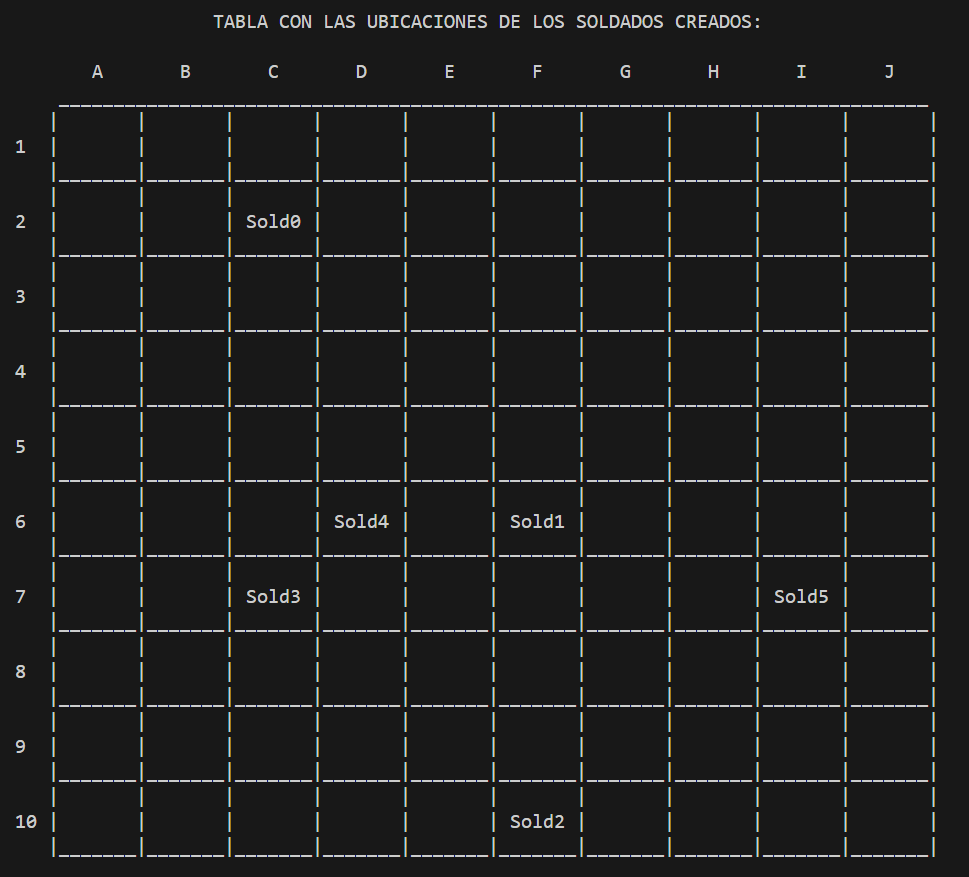 TABLA CON LAS UBICACIONES DE LOS SOLDADOS CREADOS:
A B C D E F G H I J
1
2 Sold0
3
4
5
6 Sold4 Sold1
7 Sold3 Sold5
8
9
10 Sold2